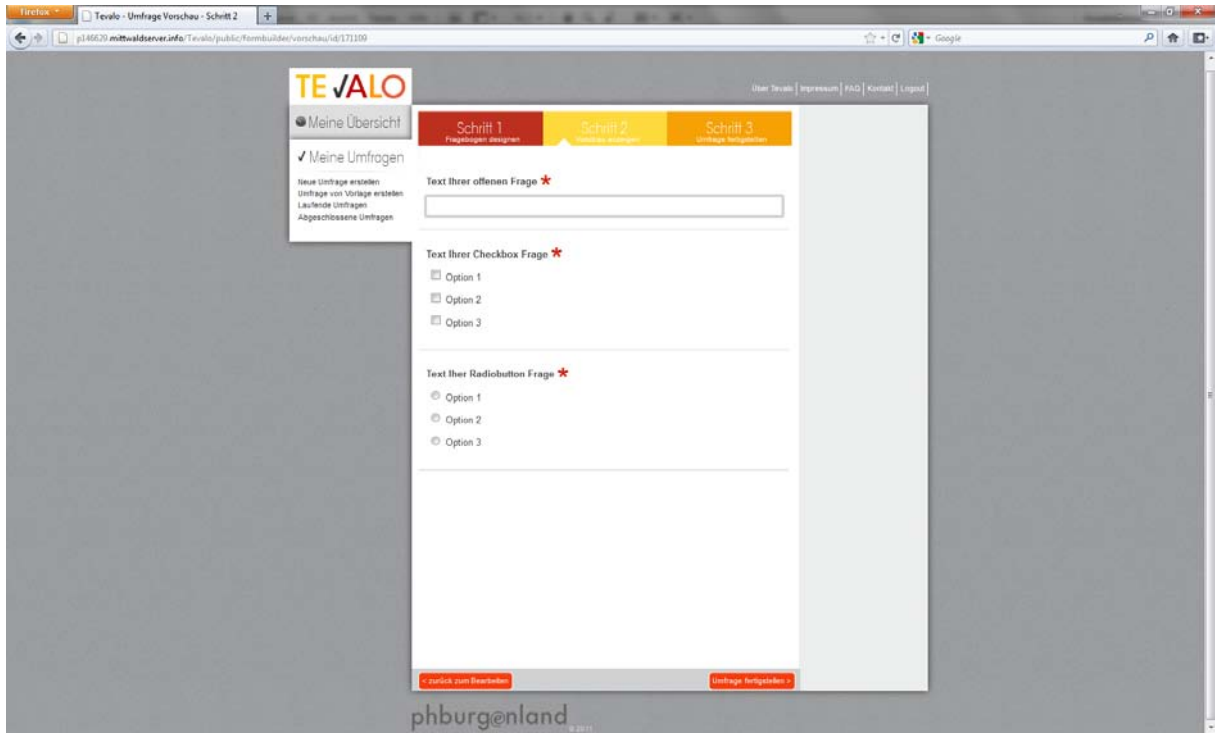 Firefox
Tevalo - Umfrage Vorschau - Schritt 2
p146629.mittwaldserver.info/Tevalo/public/formbuilder/vorschau/id/171109
Google
TEVALO
Über Tevalo | Impressum | FAQ | Kontakt | Logout |
Meine Übersicht
Meine Umfragen
Neue Umfrage erstellen
Umfrage von Vorlage erstellen
Laufende Umfragen
Abgeschlossene Umfragen
Schritt 1
Fragebogen designen
Schritt 2
Schritt 3
Umfrage fertigstellen
Text Ihrer offenen Frage *
Text Ihrer Checkbox Frage *
Option 1
Option 2
Option 3
Text Iher Radiobutton Frage *
Option 1
Option 2
Option 3
< zurück zum Bearbeiten
Umfrage fertigstellen >
phburgenland
© 2011